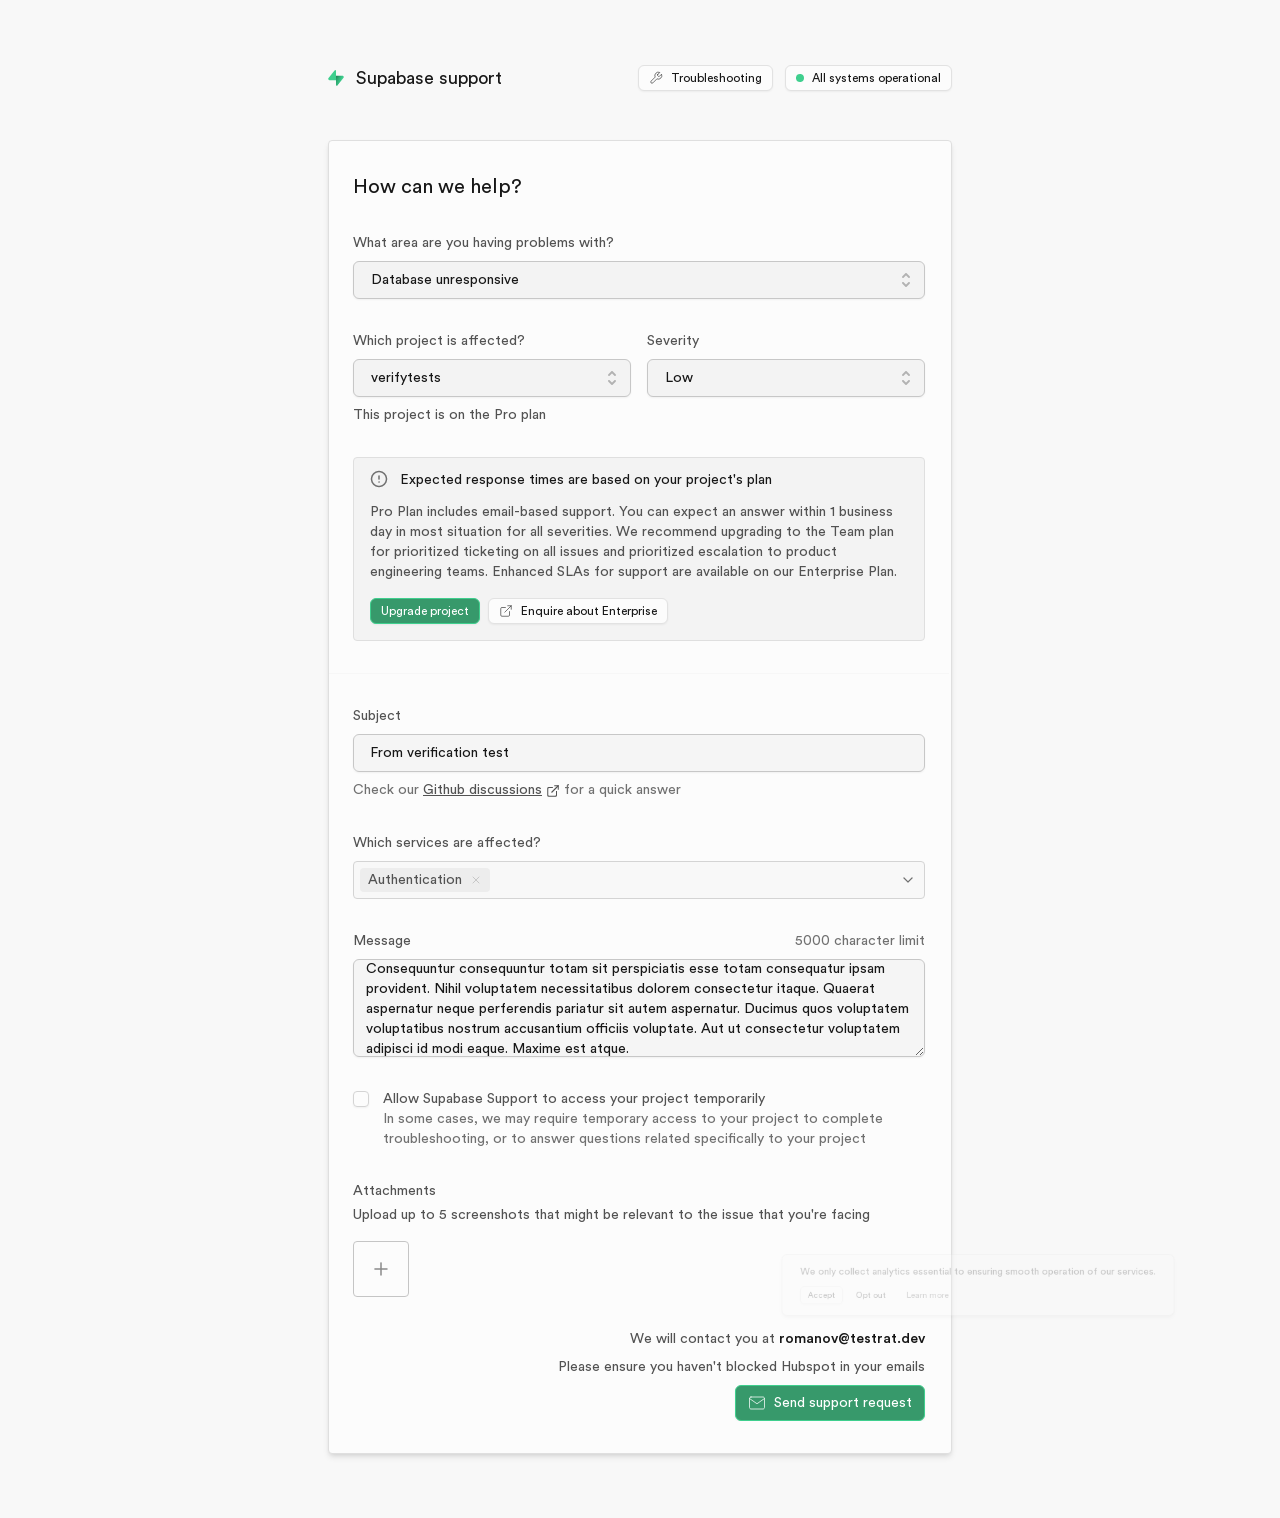 Supabase support
Troubleshooting
All systems operational
How can we help?
What area are you having problems with?
Database unresponsive
Which project is affected?
Severity
verifytests
Low
This project is on the Pro plan
Expected response times are based on your project's plan
Pro Plan includes email-based support. You can expect an answer within 1 business
day in most situation for all severities. We recommend upgrading to the Team plan
for prioritized ticketing on all issues and prioritized escalation to product
engineering teams. Enhanced SLAs for support are available on our Enterprise Plan.
Upgrade project
Enquire about Enterprise
Subject
From verification test
Check our Github discussions for a quick answer
Which services are affected?
Authentication
Message
5000 character limit
Consequuntur consequuntur totam sit perspiciatis esse totam consequatur ipsam
provident. Nihil voluptatem necessitatibus dolorem consectetur itaque. Quaerat
aspernatur neque perferendis pariatur sit autem aspernatur. Ducimus quos voluptatem
voluptatibus nostrum accusantium officiis voluptate. Aut ut consectetur voluptatem
adipisci id modi eaque. Maxime est atque.
Allow Supabase Support to access your project temporarily
In some cases, we may require temporary access to your project to complete
troubleshooting, or to answer questions related specifically to your project
Attachments
Upload up to 5 screenshots that might be relevant to the issue that you're facing
We only collect analytics essential to ensuring smooth operation of our services.
Accept
Opt out
Learn more
We will contact you at romanov@testrat.dev
Please ensure you haven't blocked Hubspot in your emails
Send support request